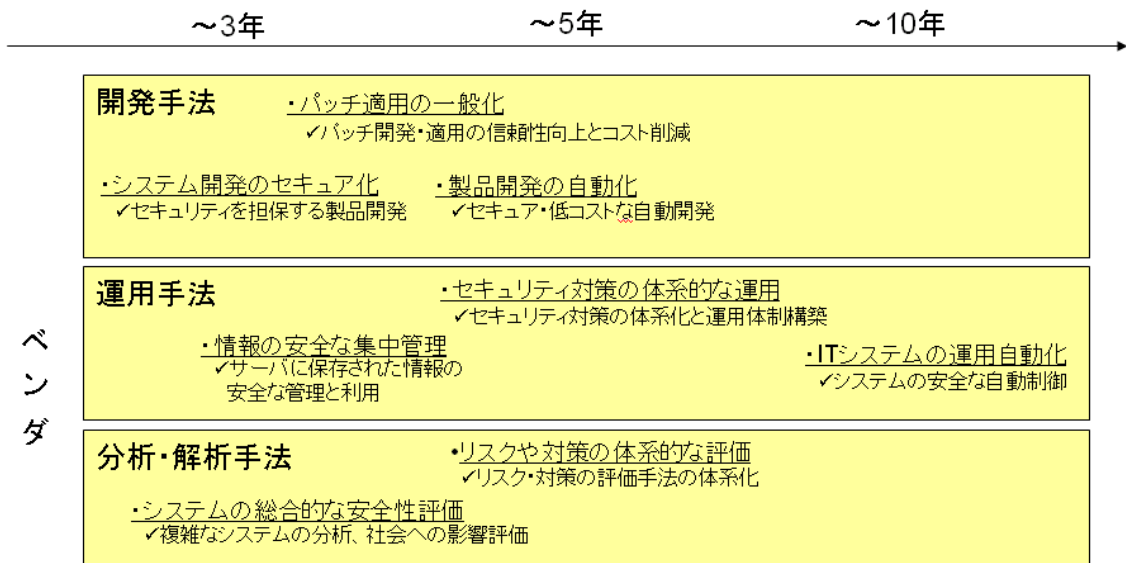 ～3年 ～5年 ～10年
開発手法
・パッチ適用の一般化
✓パッチ開発・適用の信頼性向上とコスト削減
・システム開発のセキュア化 ・製品開発の自動化
✓セキュリティを担保する製品開発 ✓セキュア・低コストな自動開発
ベンダ
運用手法
・セキュリティ対策の体系的な運用
✓セキュリティ対策の体系化と運用体制構築
・情報の安全な集中管理
✓サーバに保存された情報の
安全な管理と利用
・ITシステムの運用自動化
✓システムの安全な自動制御
分析・解析手法
・リスクや対策の体系的な評価
✓リスク・対策の評価手法の体系化
・システムの総合的な安全性評価
✓複雑なシステムの分析、社会への影響評価